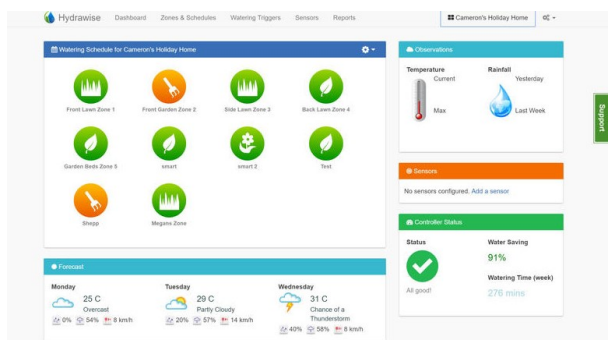 Hydrawise
Dashboard Zones & Schedules Watering Triggers Sensors Reports
Cameron's Holiday Home
Watering Schedule for Cameron's Holiday Home
Front Lawn Zone 1
Front Garden Zone 2
Side Lawn Zone 3
Back Lawn Zone 4
Garden Beds Zone 5
smart
smart 2
Test
Shepp
Megans Zone
Observations
Temperature
Current
Max
Rainfall
Yesterday
Last Week
Support
Sensors
No sensors configured. Add a sensor
Controller Status
Status
All good!
Water Saving
91%
Watering Time (week)
276 mins
Forecast
Monday
25 C
Overcast
0% 54% 8 km/h
Tuesday
29 C
Partly Cloudy
20% 57% 14 km/h
Wednesday
31 C
Chance of a
Thunderstorm
40% 58% 8 km/h